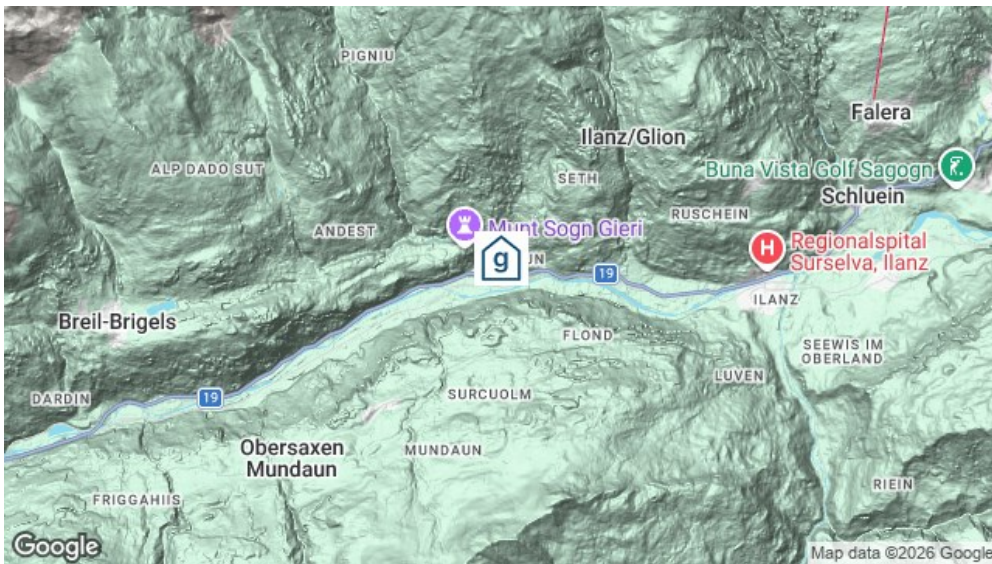 PIGNIU
Falera
Ilanz/Glion
ALP DADO SUT
Buna Vista Golf Sagogn
SETH
Schluein
RUSCHEIN
ANDEST
Munt Sogn Gieri
H
Regionalspital
Surselva, Ilanz
g
19
ILANZ
Breil-Brigels
FLOND
SEEWIS IM
OBERLAND
LUVEN
DARDIN
19
SURCUOLM
Obersaxen
Mundaun
MUNDAUN
FRIGGAHÜS
RIEIN
Google
Map data ©2026 Google